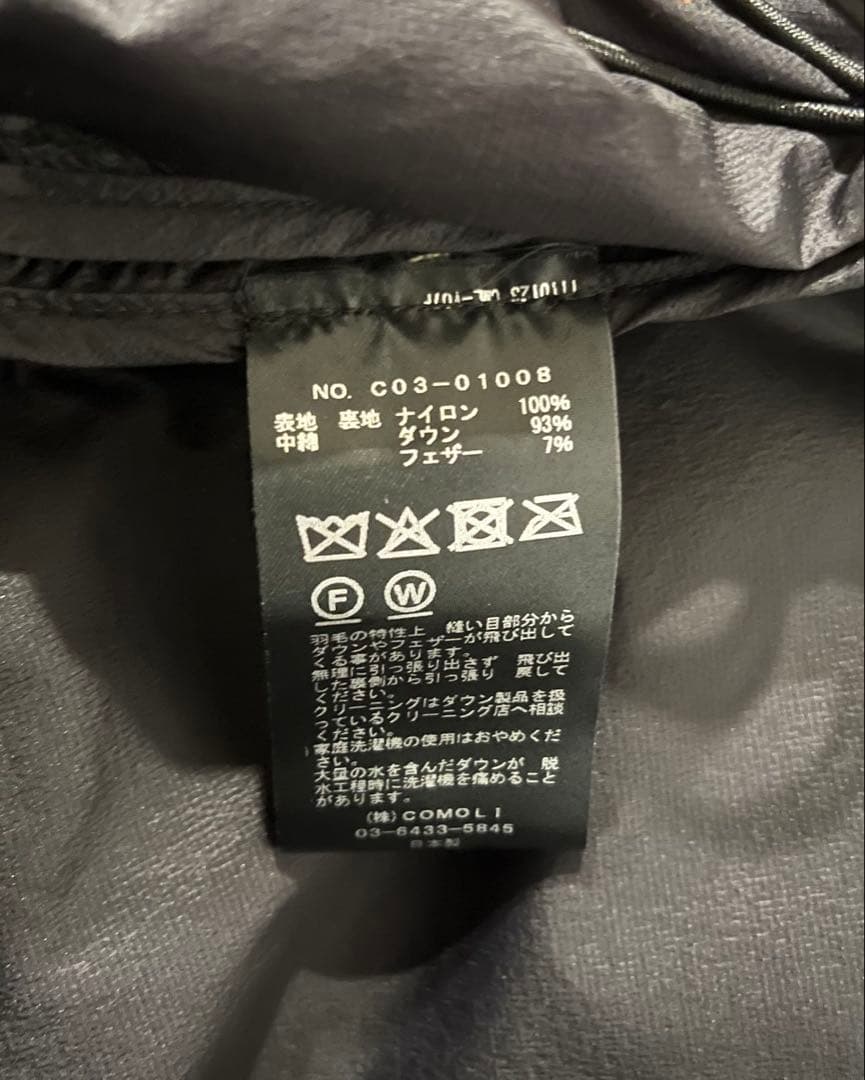 NO. C03-01008
表地 裏地 ナイロン 100%
中綿 ダウン 93%
フェザー 7%
F W
羽毛の特性上 縫い目部分から
ダウンやフェザーが飛び出して
くる事があります。
無理に引っ張り出さず 飛び出
した裏側から引っ張り 戻して
ください。
クリーニングはダウン製品を扱
っているクリーニング店へ相談
ください。
家庭洗濯機の使用はおやめくだ
さい。
大量の水を含んだダウンが 脱
水工程時に洗濯機を痛めること
があります。
(株)COMOLI
03-6433-5845
日本製